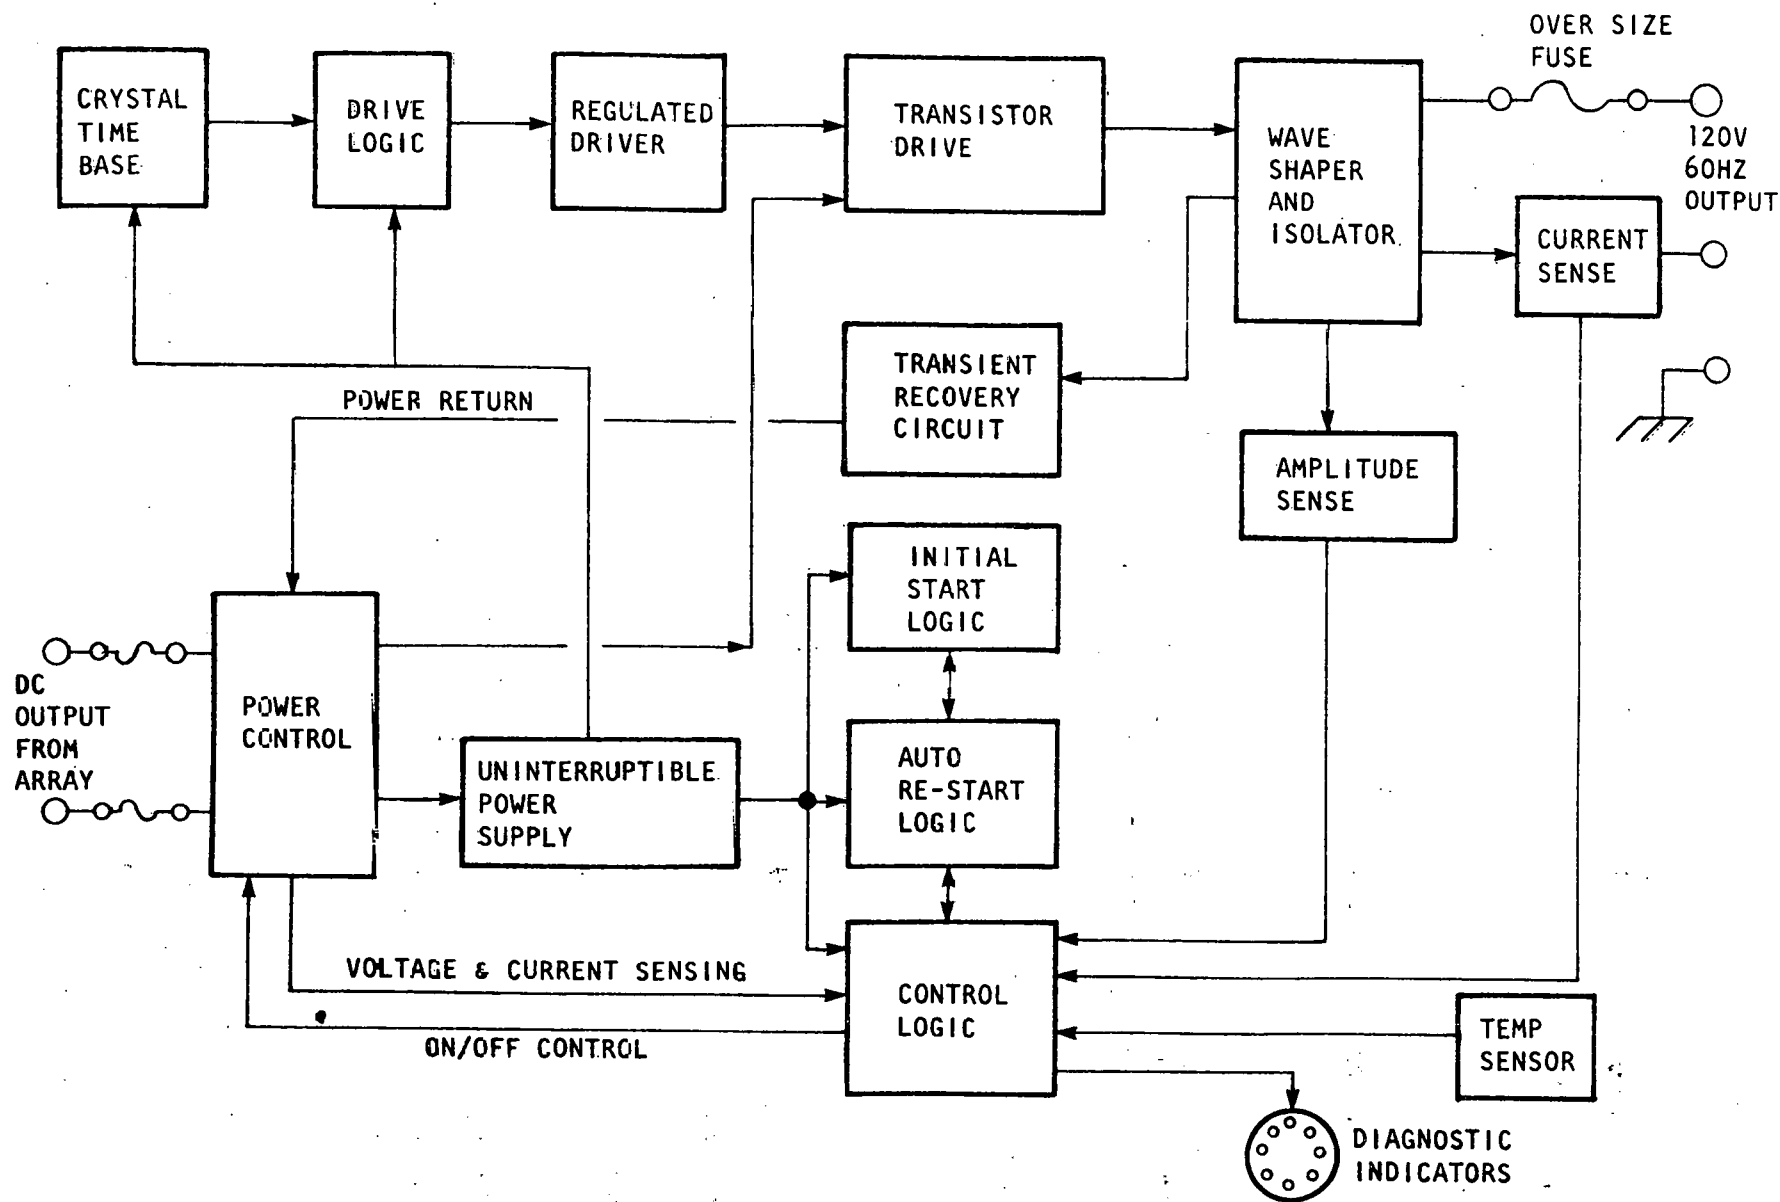 OVER SIZE
FUSE
CRYSTAL
TIME
BASE
DRIVE
LOGIC
REGULATED
DRIVER
TRANSISTOR
DRIVE
WAVE
SHAPER
AND
ISOLATOR
120V
60HZ
OUTPUT
CURRENT
SENSE
TRANSIENT
RECOVERY
CIRCUIT
POWER RETURN
AMPLITUDE
SENSE
INITIAL
START
LOGIC
DC
OUTPUT
FROM
ARRAY
POWER
CONTROL
UNINTERRUPTIBLE
POWER
SUPPLY
AUTO
RE-START
LOGIC
VOLTAGE & CURRENT SENSING
CONTROL
LOGIC
ON/OFF CONTROL
TEMP
SENSOR
DIAGNOSTIC
INDICATORS